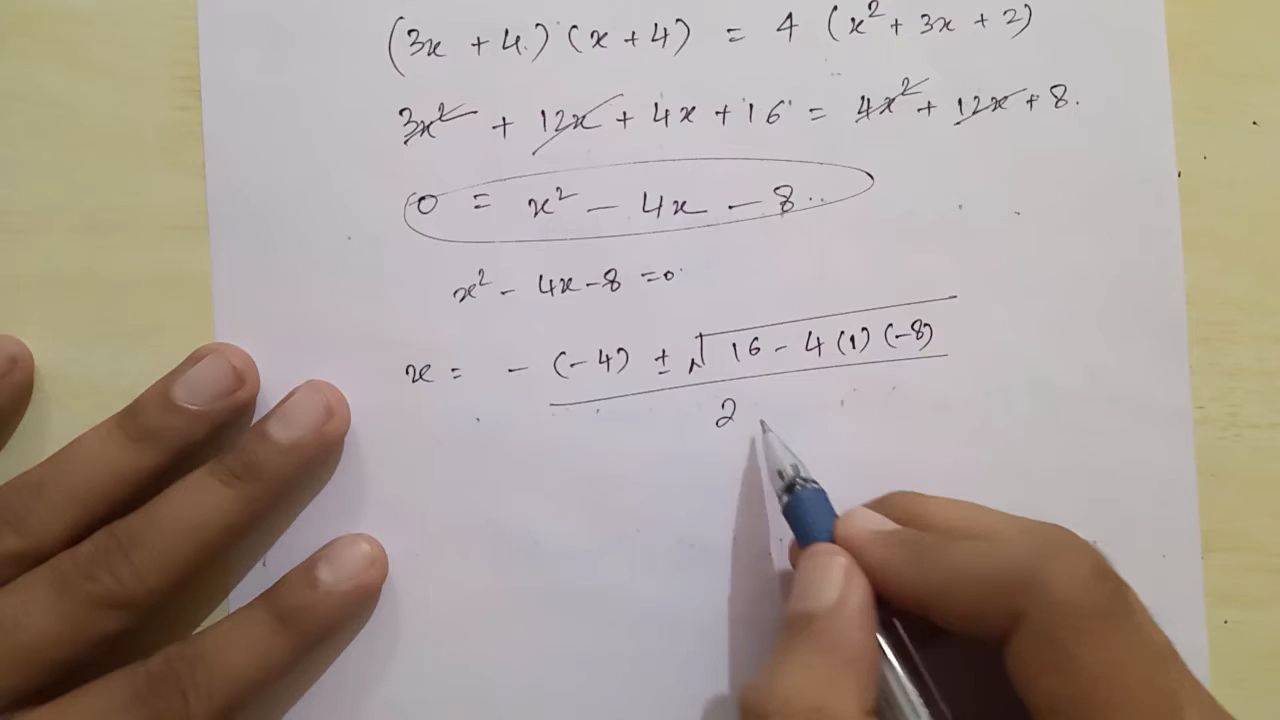 (3x + 4) (x + 4) = 4 (x² + 3x + 2)
3x² + 12x + 4x + 16 = 4x² + 12x + 8.
0 = x² - 4x - 8..
x² - 4x - 8 = 0.
x = - (-4) ± √16 - 4(1)(-8)
2